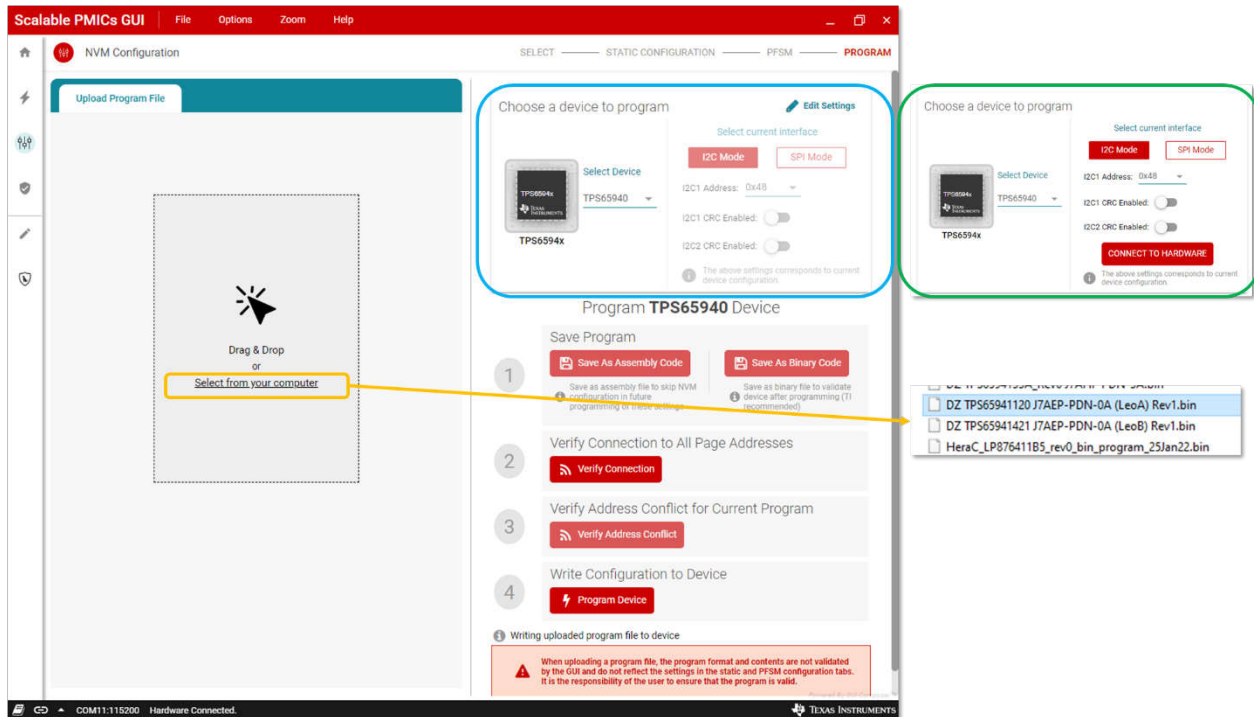 Scalable PMICs GUI File Options Zoom Help
NVM Configuration
SELECT STATIC CONFIGURATION PFSM PROGRAM
Upload Program File
Drag & Drop
or
Select from your computer
Choose a device to program
Edit Settings
Select current interface
I2C Mode SPI Mode
Select Device
TPS65940
TPS6594x
TEXAS INSTRUMENTS
TPS6594x
I2C1 Address: 0x48
I2C1 CRC Enabled:
I2C2 CRC Enabled:
The above settings corresponds to current
device configuration.
Program TPS65940 Device
1
Save Program
Save As Assembly Code
Save as assembly file to skip NVM
configuration in future
programming of these settings
Save As Binary Code
Save as binary file to validate
device after programming (TI
recommended)
2
Verify Connection to All Page Addresses
Verify Connection
3
Verify Address Conflict for Current Program
Verify Address Conflict
4
Write Configuration to Device
Program Device
Writing uploaded program file to device
When uploading a program file, the program format and contents are not validated
by the GUI and do not reflect the settings in the static and PFSM configuration tabs.
It is the responsibility of the user to ensure that the program is valid.
COM11:115200 Hardware Connected.
TEXAS INSTRUMENTS
Choose a device to program
Select current interface
I2C Mode SPI Mode
Select Device
TPS65940
TPS6594x
TEXAS INSTRUMENTS
TPS6594x
I2C1 Address: 0x48
I2C1 CRC Enabled:
I2C2 CRC Enabled:
CONNECT TO HARDWARE
The above settings corresponds to current
device configuration.
DZ TPS65941120 J7AEP-PDN-0A (LeoA) Rev1.bin
DZ TPS65941421 J7AEP-PDN-0A (LeoB) Rev1.bin
HeraC_LP876411B5_rev0_bin_program_25Jan22.bin